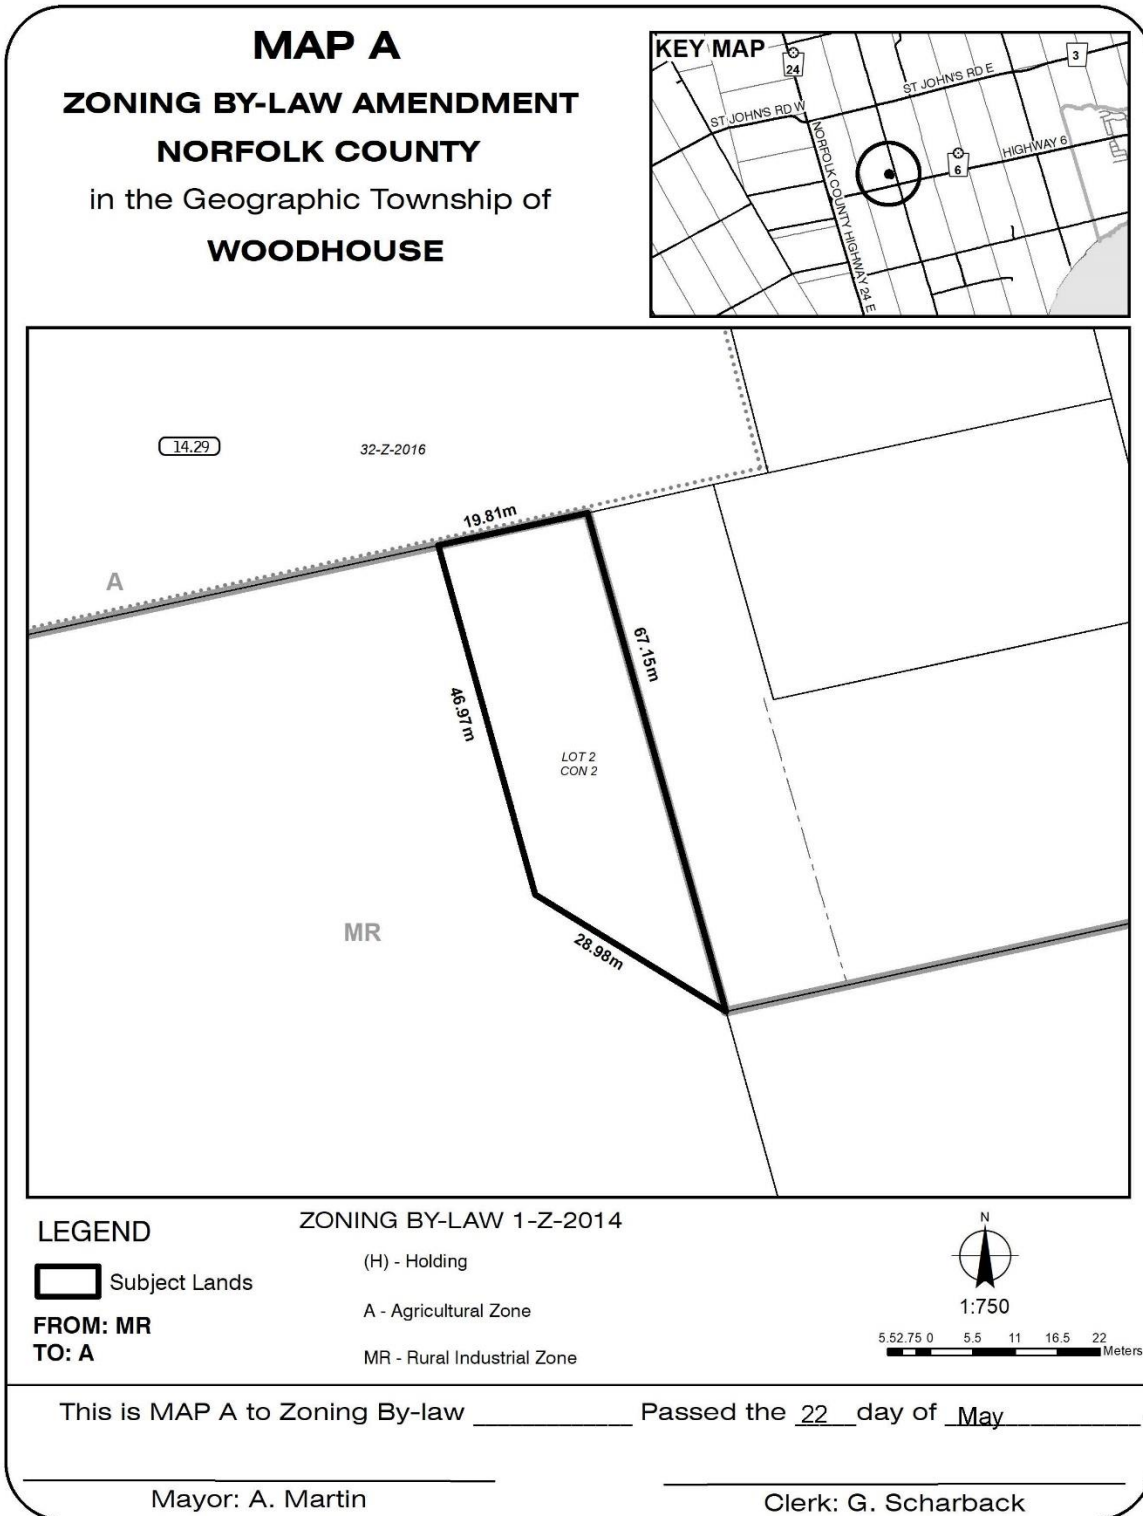 MAP A
ZONING BY-LAW AMENDMENT
NORFOLK COUNTY
in the Geographic Township of
WOODHOUSE
KEY MAP
24
3
ST JOHN'S RD E
ST JOHN'S RD W
NORFOLK COUNTY HIGHWAY 24 E
6
HIGHWAY 6
14.29
32-Z-2016
19.81m
A
67.15m
46.97m
LOT 2
CON 2
MR
28.98m
LEGEND
Subject Lands
FROM: MR
TO: A
ZONING BY-LAW 1-Z-2014
(H) - Holding
A - Agricultural Zone
MR - Rural Industrial Zone
N
1:750
5.52.75 0 5.5 11 16.5 22
Meters
This is MAP A to Zoning By-law ____________ Passed the 22 day of May
Mayor: A. Martin
Clerk: G. Scharback